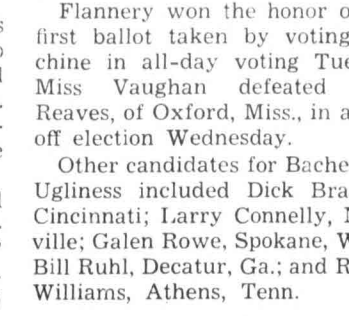 Flannery won the honor o
first ballot taken by voting
chine in all-day voting Tue
Miss Vaughan defeated
Reaves, of Oxford, Miss., in a
off election Wednesday.
Other candidates for Bache
Ugliness included Dick Bra
Cincinnati; Larry Connelly,
ville; Galen Rowe, Spokane, W
Bill Ruhl, Decatur, Ga.; and R
Williams, Athens, Tenn.